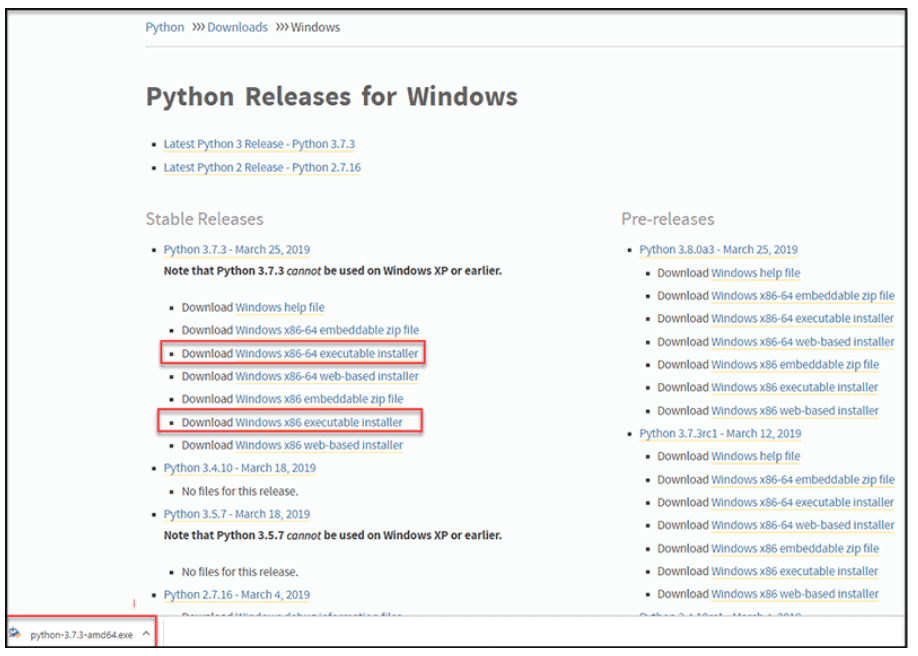 Python >>> Downloads >>> Windows
Python Releases for Windows
Latest Python 3 Release - Python 3.7.3
Latest Python 2 Release - Python 2.7.16
Stable Releases
Python 3.7.3 - March 25, 2019
Note that Python 3.7.3 cannot be used on Windows XP or earlier.
Download Windows help file
Download Windows x86-64 embeddable zip file
Download Windows x86-64 executable installer
Download Windows x86-64 web-based installer
Download Windows x86 embeddable zip file
Download Windows x86 executable installer
Download Windows x86 web-based installer
Python 3.4.10 - March 18, 2019
No files for this release.
Python 3.5.7 - March 18, 2019
Note that Python 3.5.7 cannot be used on Windows XP or earlier.
No files for this release.
Python 2.7.16 - March 4, 2019
Download Windows debug information files
Pre-releases
Python 3.8.0a3 - March 25, 2019
Download Windows help file
Download Windows x86-64 embeddable zip file
Download Windows x86-64 executable installer
Download Windows x86-64 web-based installer
Download Windows x86 embeddable zip file
Download Windows x86 executable installer
Download Windows x86 web-based installer
Python 3.7.3rc1 - March 12, 2019
Download Windows help file
Download Windows x86-64 embeddable zip file
Download Windows x86-64 executable installer
Download Windows x86-64 web-based installer
Download Windows x86 embeddable zip file
Download Windows x86 executable installer
Download Windows x86 web-based installer
python-3.7.3-amd64.exe